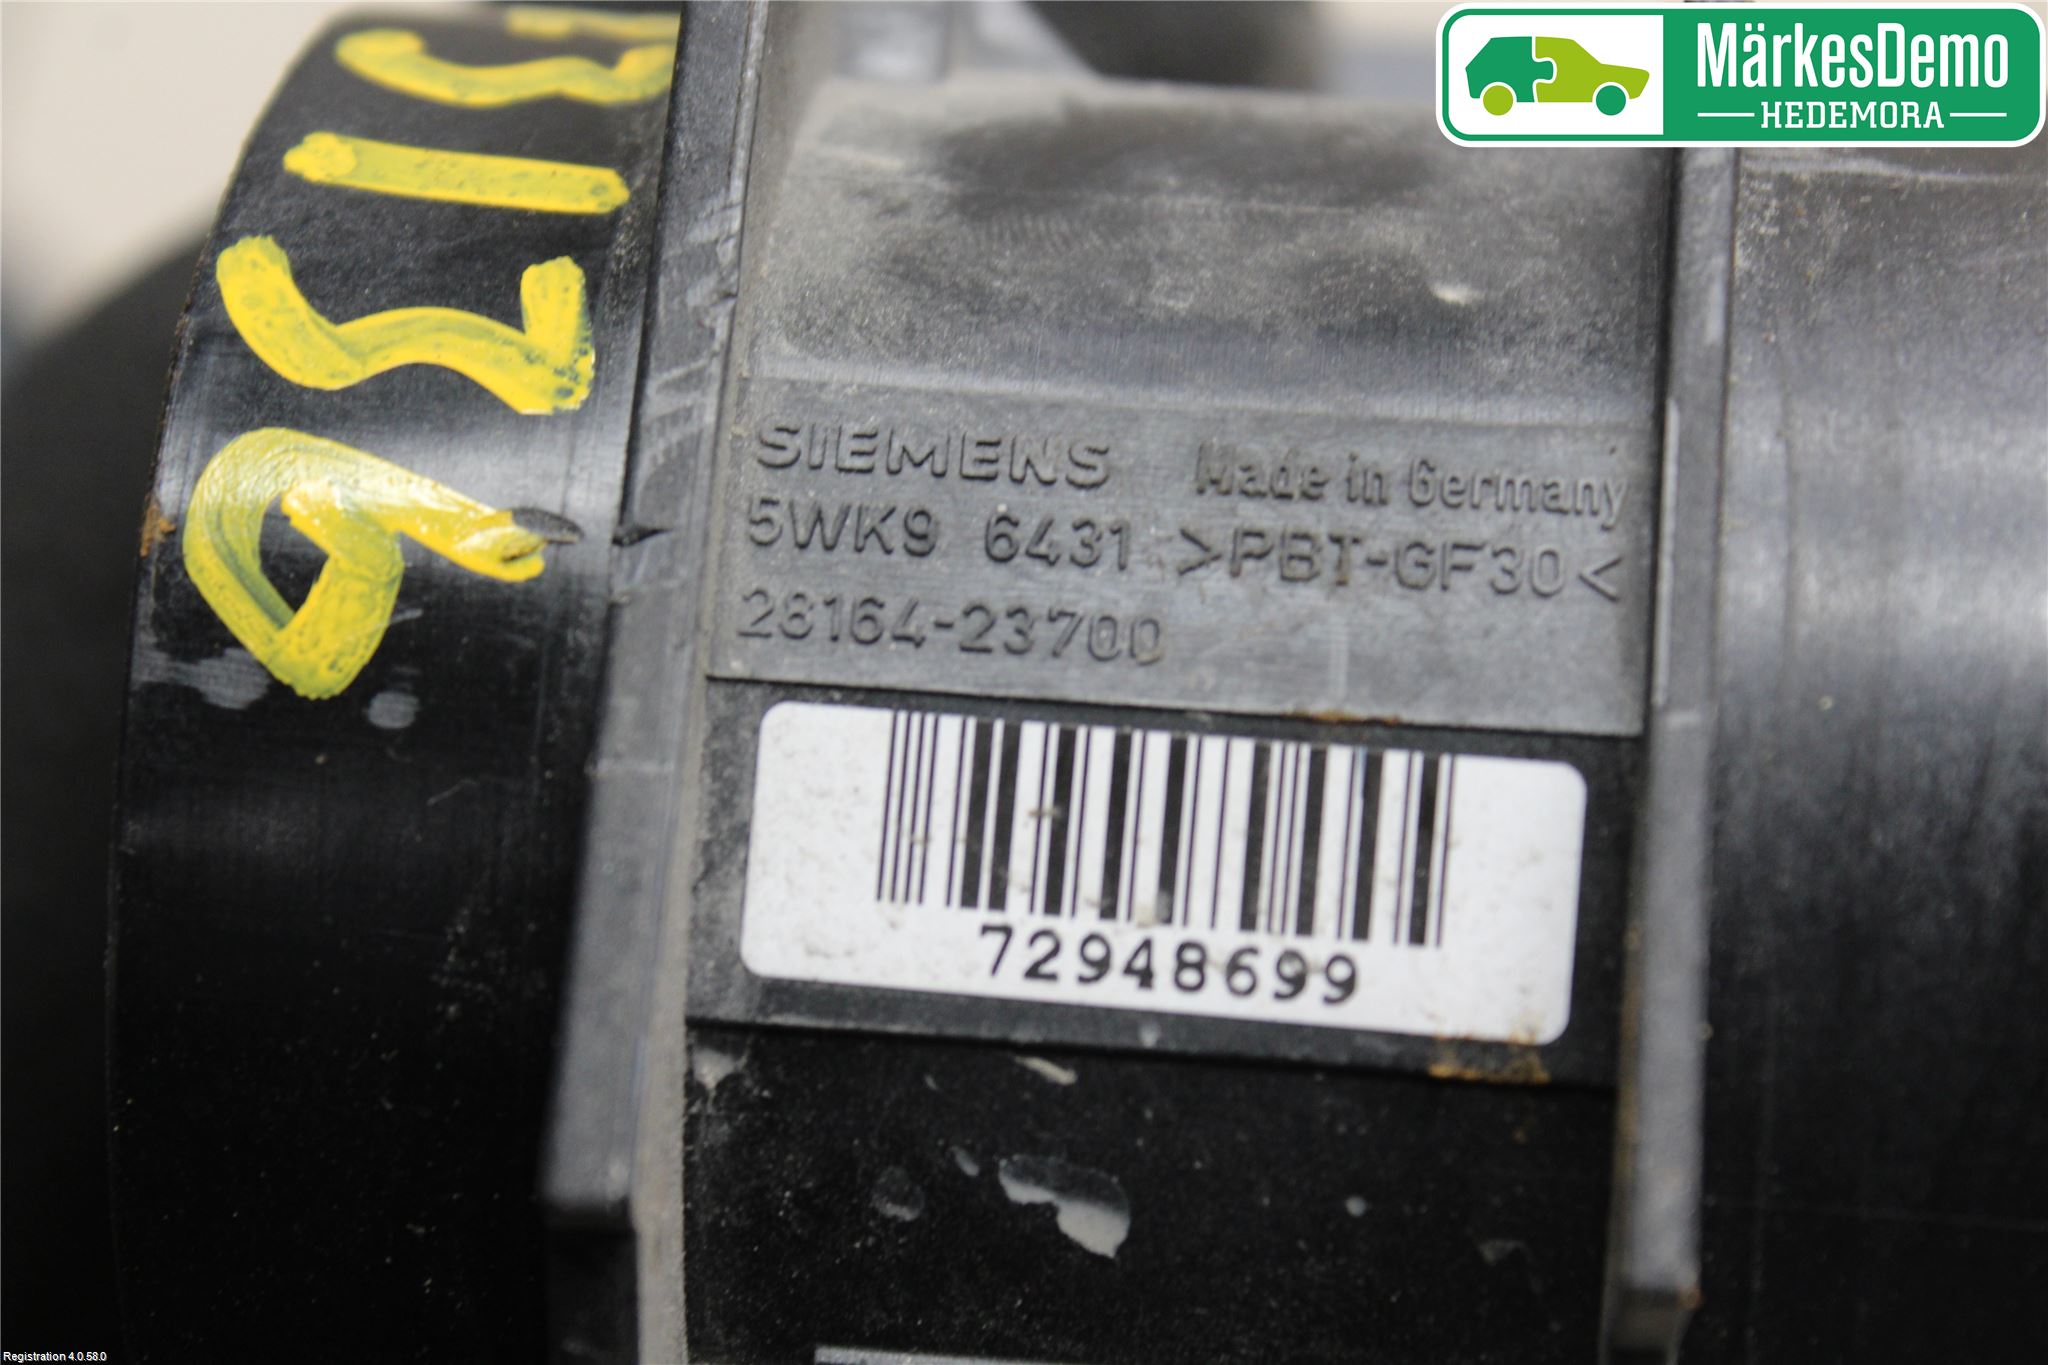 MärkesDemo
HEDEMORA
SIEMENS Made in Germany
5WK9 6431 >PBT-GF30<
28164-23700
72948699
Registration 4.0.58.0